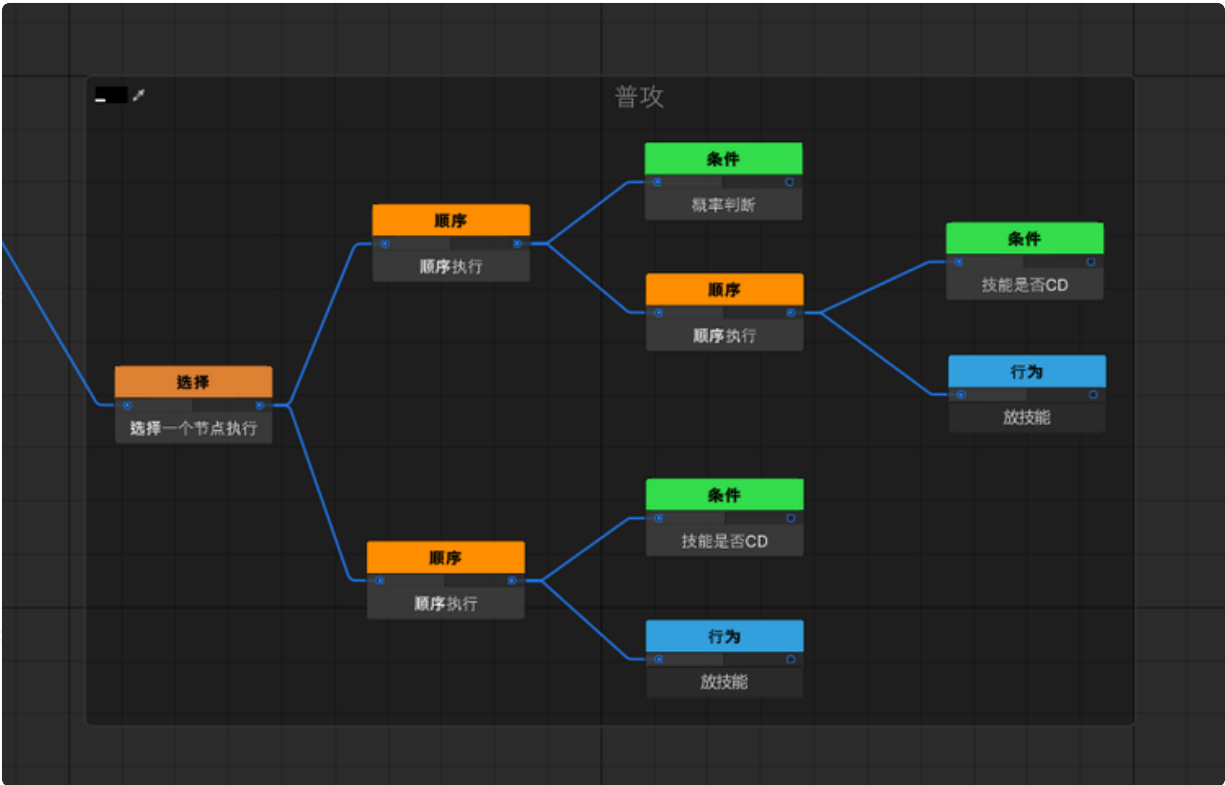 普攻
条件
概率判断
顺序
顺序执行
条件
技能是否CD
顺序
顺序执行
行为
放技能
选择
选择一个节点执行
条件
技能是否CD
顺序
顺序执行
行为
放技能